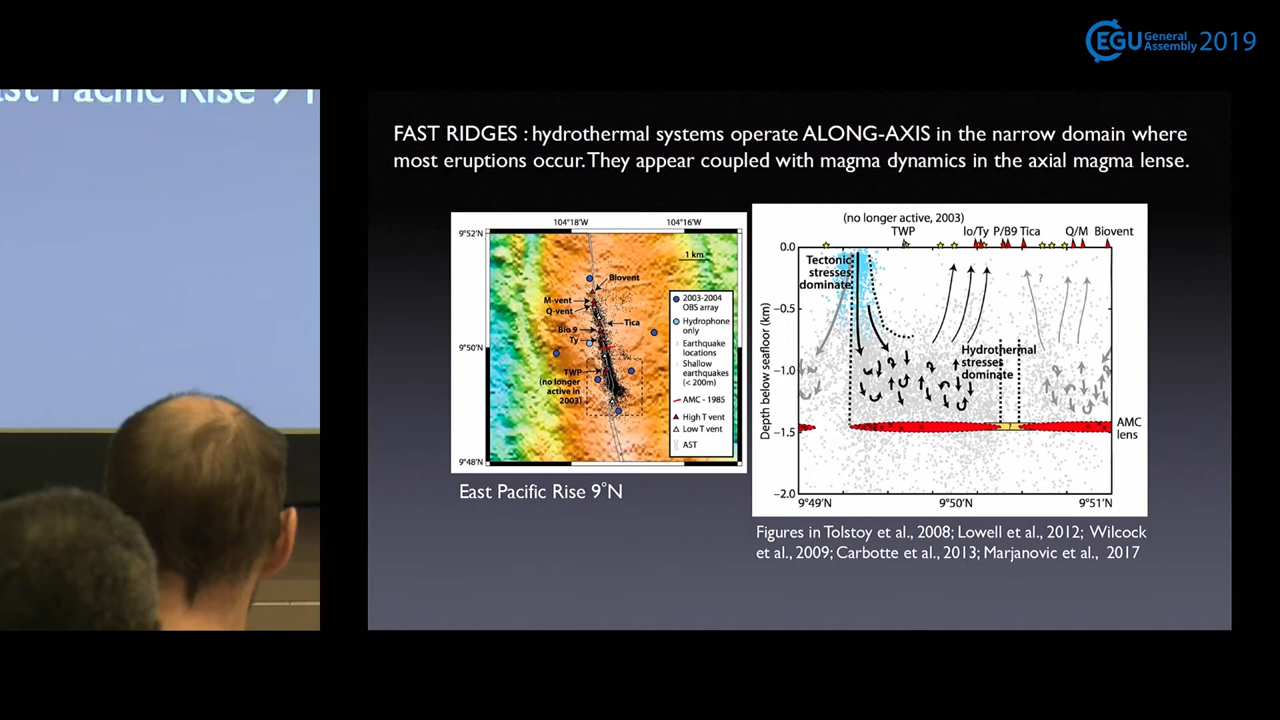 EGU General Assembly 2019
st Pacific Rise 9
FAST RIDGES : hydrothermal systems operate ALONG-AXIS in the narrow domain where
most eruptions occur. They appear coupled with magma dynamics in the axial magma lense.
104°18'W
104°16'W
9°52'N
9°50'N
9°48'N
1 km
Biovent
M-vent
Q-vent
Tica
Bio 9
Ty
TWP
(no longer
active in
2003)
2003-2004
OBS array
Hydrophone
only
Earthquake
locations
Shallow
earthquakes
(< 200m)
AMC - 1985
High T vent
Low T vent
AST
East Pacific Rise 9°N
(no longer active, 2003)
TWP
Io/Ty
P/B9
Tica
Q/M
Biovent
0.0
−0.5
−1.0
−1.5
−2.0
Depth below seafloor (km)
Tectonic
stresses
dominate
?
Hydrothermal
stresses
dominate
AMC
lens
9°49'N
9°50'N
9°51'N
Figures in Tolstoy et al., 2008; Lowell et al., 2012; Wilcock
et al., 2009; Carbotte et al., 2013; Marjanovic et al., 2017